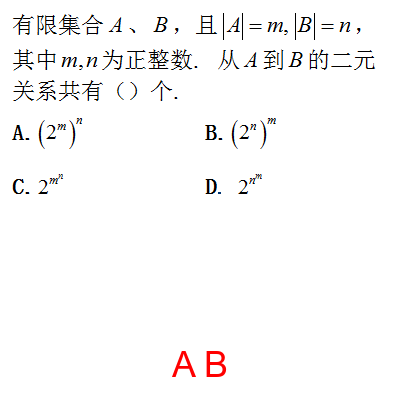 有限集合 A、B，且 |A| = m, |B| = n，
其中 m,n 为正整数. 从 A 到 B 的二元
关系共有（）个.
A. (2^m)^n B. (2^n)^m
C. 2^{m^n} D. 2^{n^m}
A B